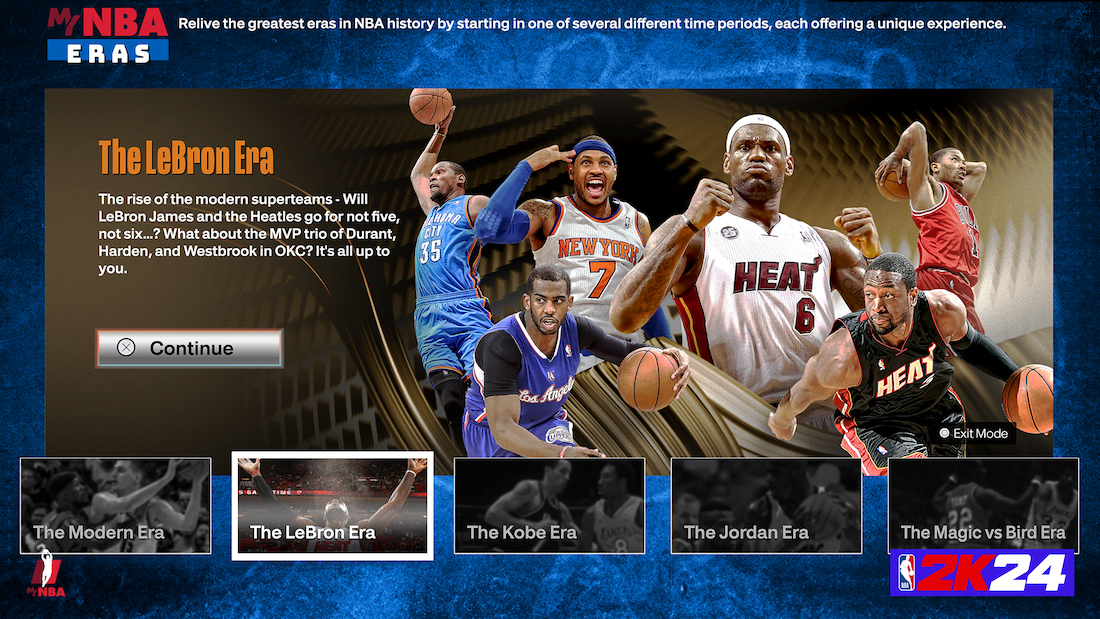 MyNBA
ERAS
Relive the greatest eras in NBA history by starting in one of several different time periods, each offering a unique experience.
The LeBron Era
The rise of the modern superteams - Will
LeBron James and the Heatles go for not five,
not six...? What about the MVP trio of Durant,
Harden, and Westbrook in OKC? It's all up to
you.
Continue
CITY
35
NEW YORK
7
HEAT
6
Los Angeles
HEAT
3
Exit Mode
The Modern Era
The LeBron Era
The Kobe Era
The Jordan Era
The Magic vs Bird Era
MyNBA
NBA
2K24